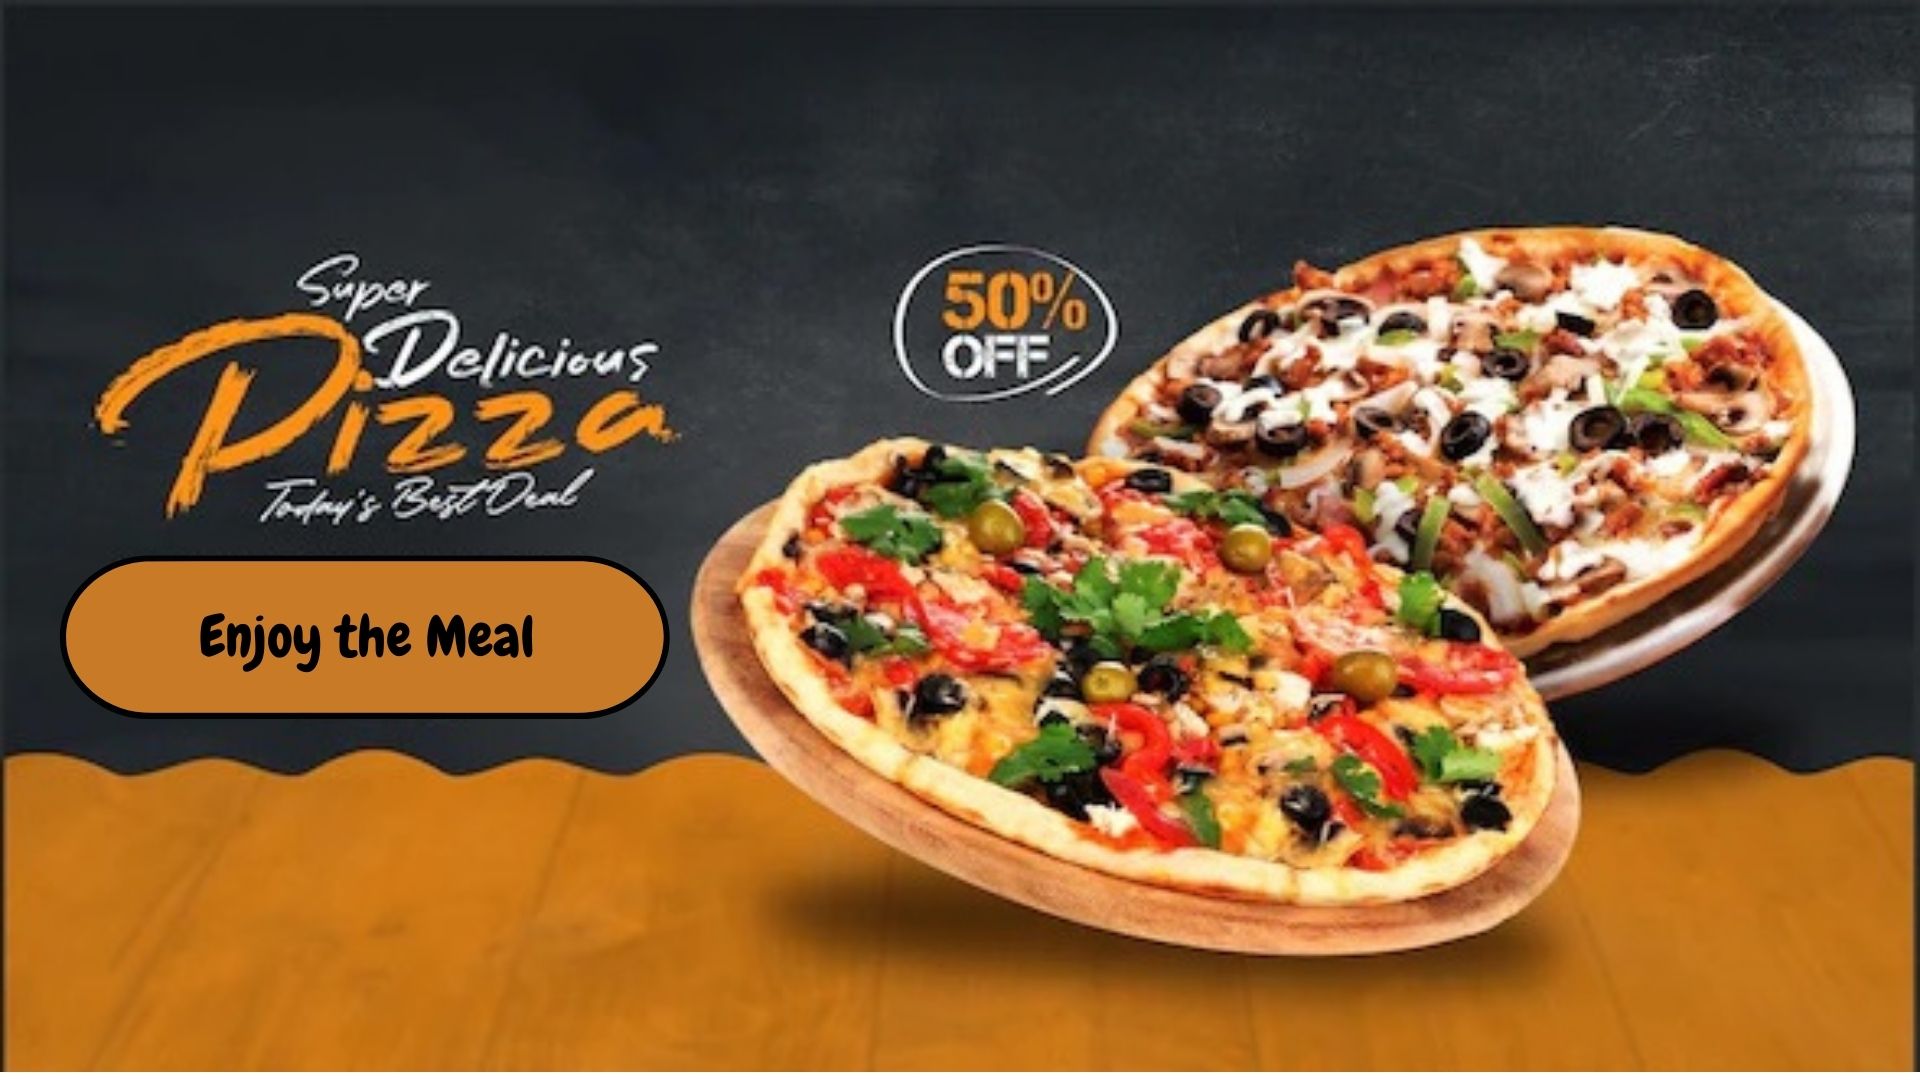 Super
Delicious
Pizza
Today's Best Deal
50%
OFF
Enjoy the Meal